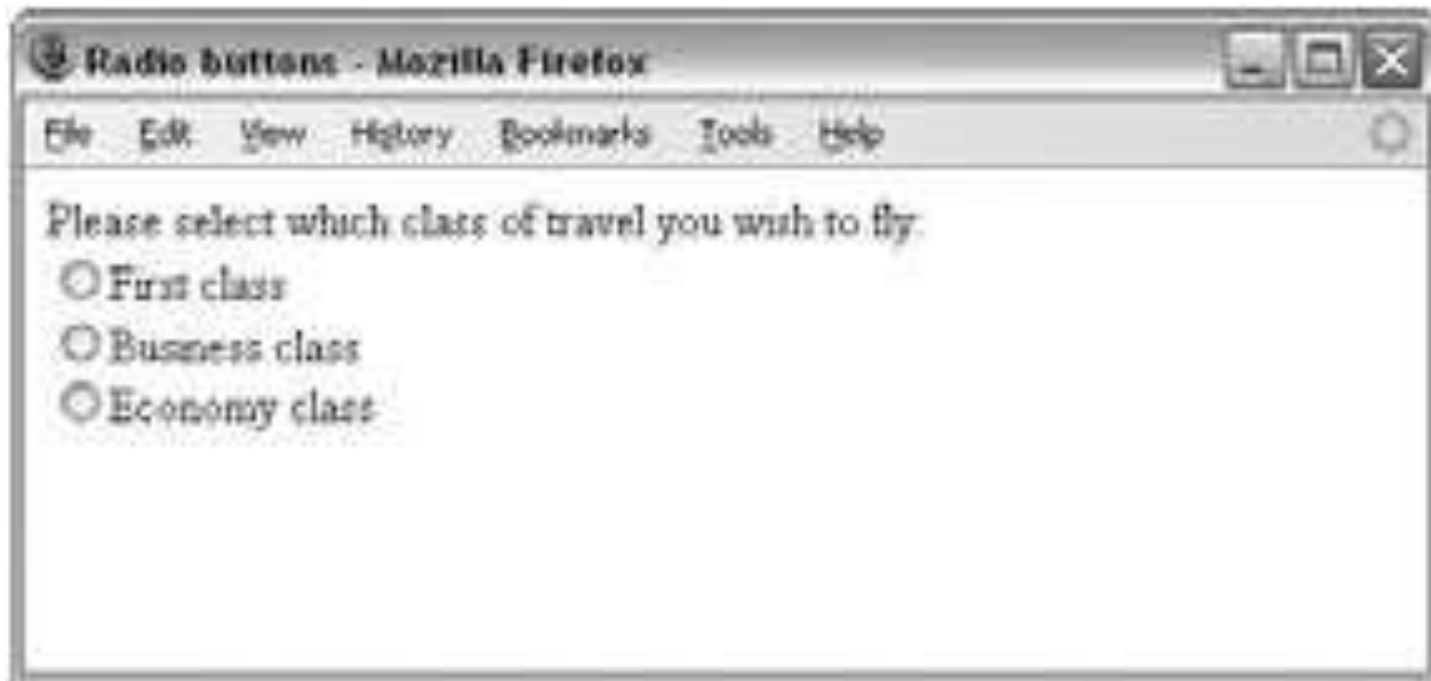 Radio buttons - Mozilla Firefox
File Edit View History Bookmarks Tools Help
Please select which class of travel you wish to fly.
First class
Business class
Economy class